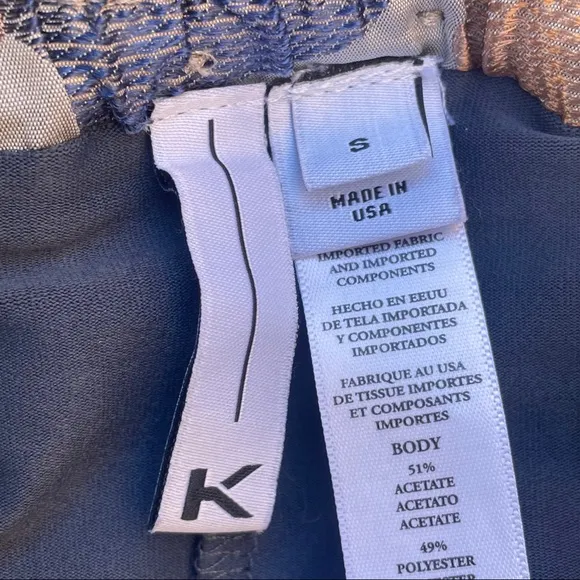 K
S
MADE IN
USA
IMPORTED FABRIC
AND IMPORTED
COMPONENTS
HECHO EN EEUU
DE TELA IMPORTADA
Y COMPONENTES
IMPORTADOS
FABRIQUE AU USA
DE TISSUE IMPORTES
ET COMPOSANTS
IMPORTES
BODY
51%
ACETATE
ACETATO
ACETATE
49%
POLYESTER